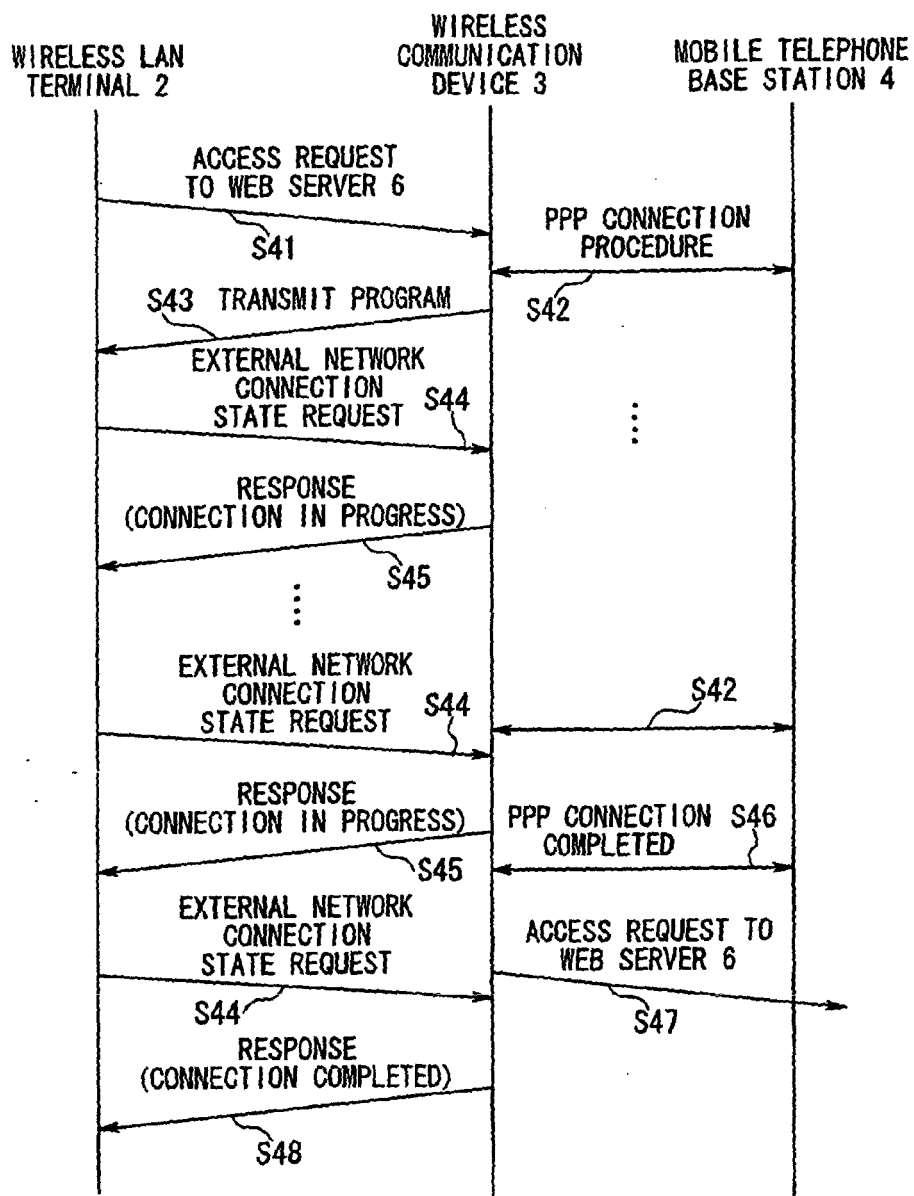 WIRELESS LAN
TERMINAL 2
WIRELESS
COMMUNICATION
DEVICE 3
MOBILE TELEPHONE
BASE STATION 4
ACCESS REQUEST
TO WEB SERVER 6
S41
PPP CONNECTION
PROCEDURE
S42
S43 TRANSMIT PROGRAM
EXTERNAL NETWORK
CONNECTION
STATE REQUEST
S44
RESPONSE
(CONNECTION IN PROGRESS)
S45
EXTERNAL NETWORK
CONNECTION
STATE REQUEST
S44
S42
RESPONSE
(CONNECTION IN PROGRESS)
S45
PPP CONNECTION S46
COMPLETED
EXTERNAL NETWORK
CONNECTION
STATE REQUEST
S44
ACCESS REQUEST TO
WEB SERVER 6
S47
RESPONSE
(CONNECTION COMPLETED)
S48